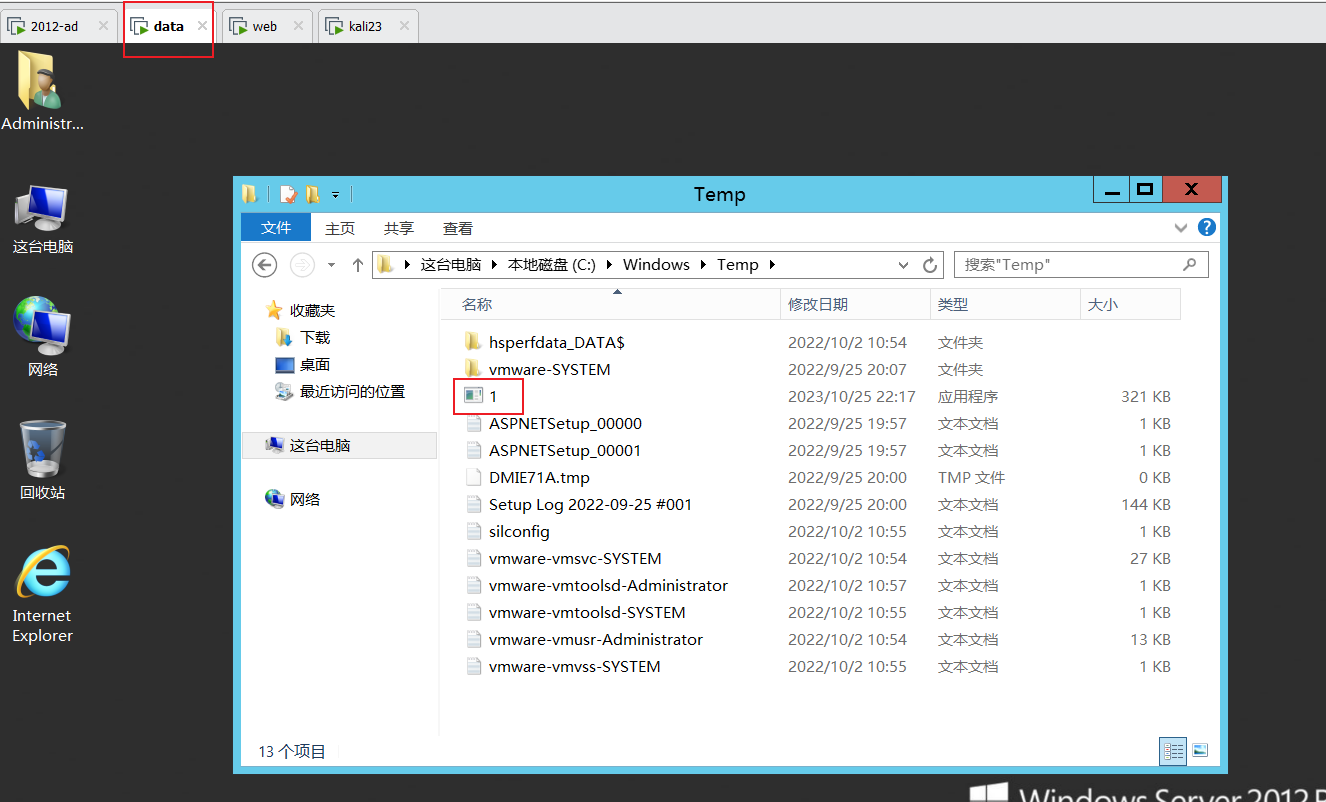 2012-ad data web kali23
Administr...
这台电脑
网络
回收站
Internet
Explorer
Temp
文件 主页 共享 查看
这台电脑 本地磁盘 (C:) Windows Temp 搜索"Temp"
收藏夹
下载
桌面
最近访问的位置
这台电脑
网络
名称 修改日期 类型 大小
hsperfdata_DATA$ 2022/10/2 10:54 文件夹
vmware-SYSTEM 2022/9/25 20:07 文件夹
1 2023/10/25 22:17 应用程序 321 KB
ASPNETSetup_00000 2022/9/25 19:57 文本文档 1 KB
ASPNETSetup_00001 2022/9/25 19:57 文本文档 1 KB
DMIE71A.tmp 2022/9/25 20:00 TMP 文件 0 KB
Setup Log 2022-09-25 #001 2022/9/25 20:00 文本文档 144 KB
silconfig 2022/10/2 10:55 文本文档 1 KB
vmware-vmsvc-SYSTEM 2022/10/2 10:54 文本文档 27 KB
vmware-vmtoolsd-Administrator 2022/10/2 10:57 文本文档 1 KB
vmware-vmtoolsd-SYSTEM 2022/10/2 10:55 文本文档 1 KB
vmware-vmusr-Administrator 2022/10/2 10:54 文本文档 13 KB
vmware-vmvss-SYSTEM 2022/10/2 10:55 文本文档 1 KB
13 个项目
Windows Server 2012